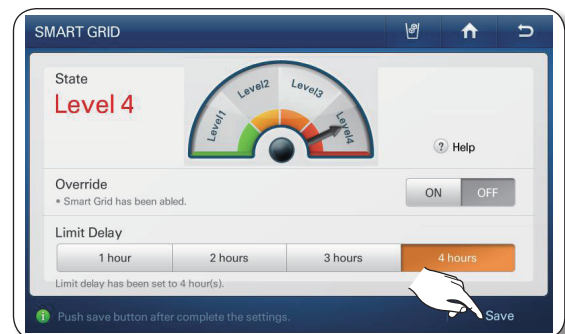 SMART GRID
State
Level 4
Level1
Level2
Level3
Level4
? Help
Override
• Smart Grid has been abled.
ON
OFF
Limit Delay
1 hour
2 hours
3 hours
4 hours
Limit delay has been set to 4 hour(s).
Push save button after complete the settings.
Save